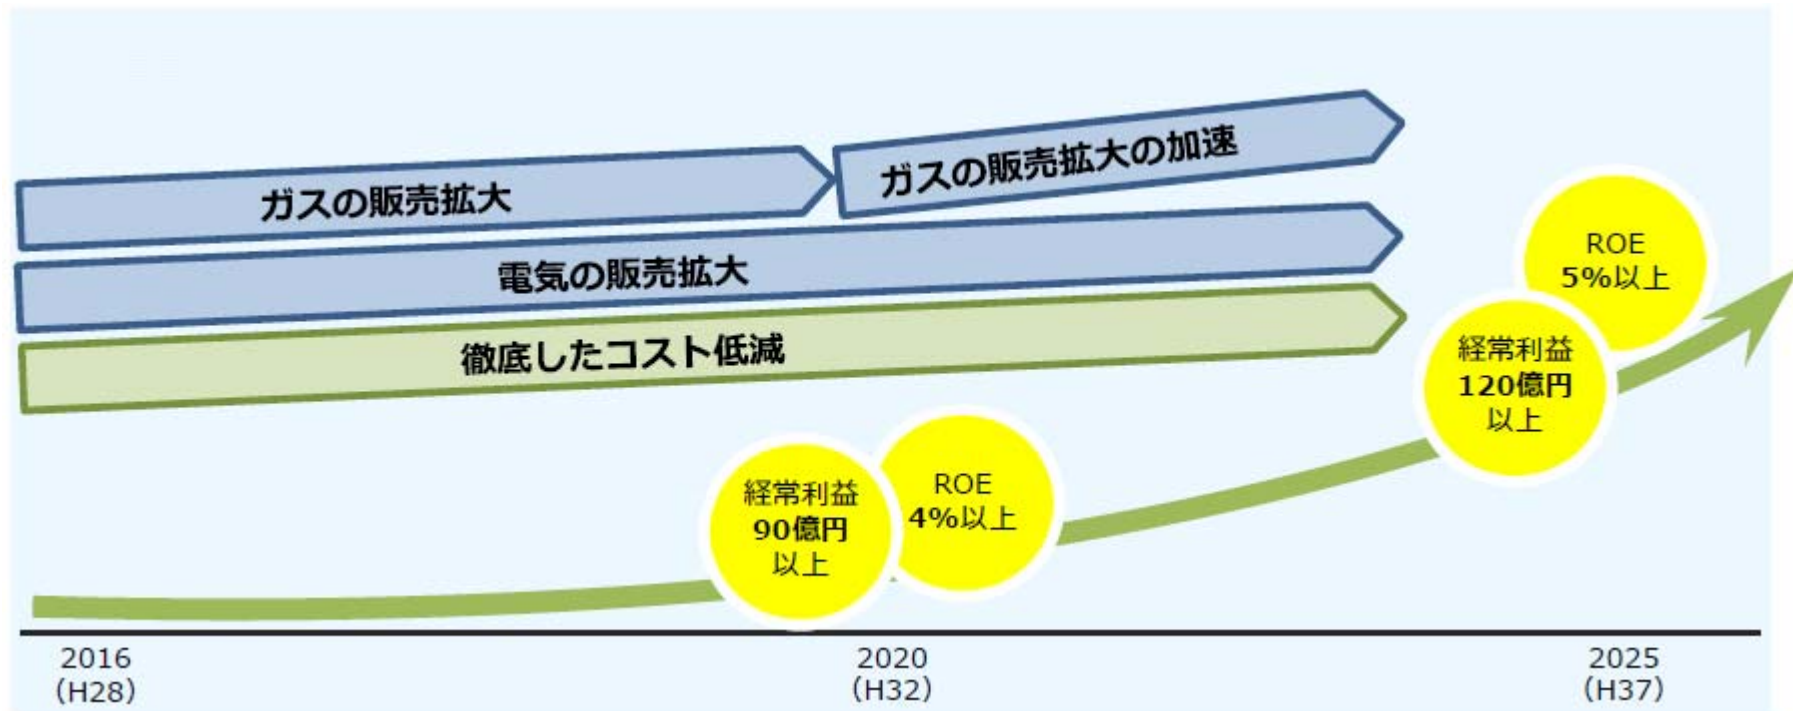 ガスの販売拡大
ガスの販売拡大の加速
電気の販売拡大
徹底したコスト低減
経常利益
90億円
以上
ROE
4%以上
経常利益
120億円
以上
ROE
5%以上
2016
（H28）
2020
（H32）
2025
（H37）